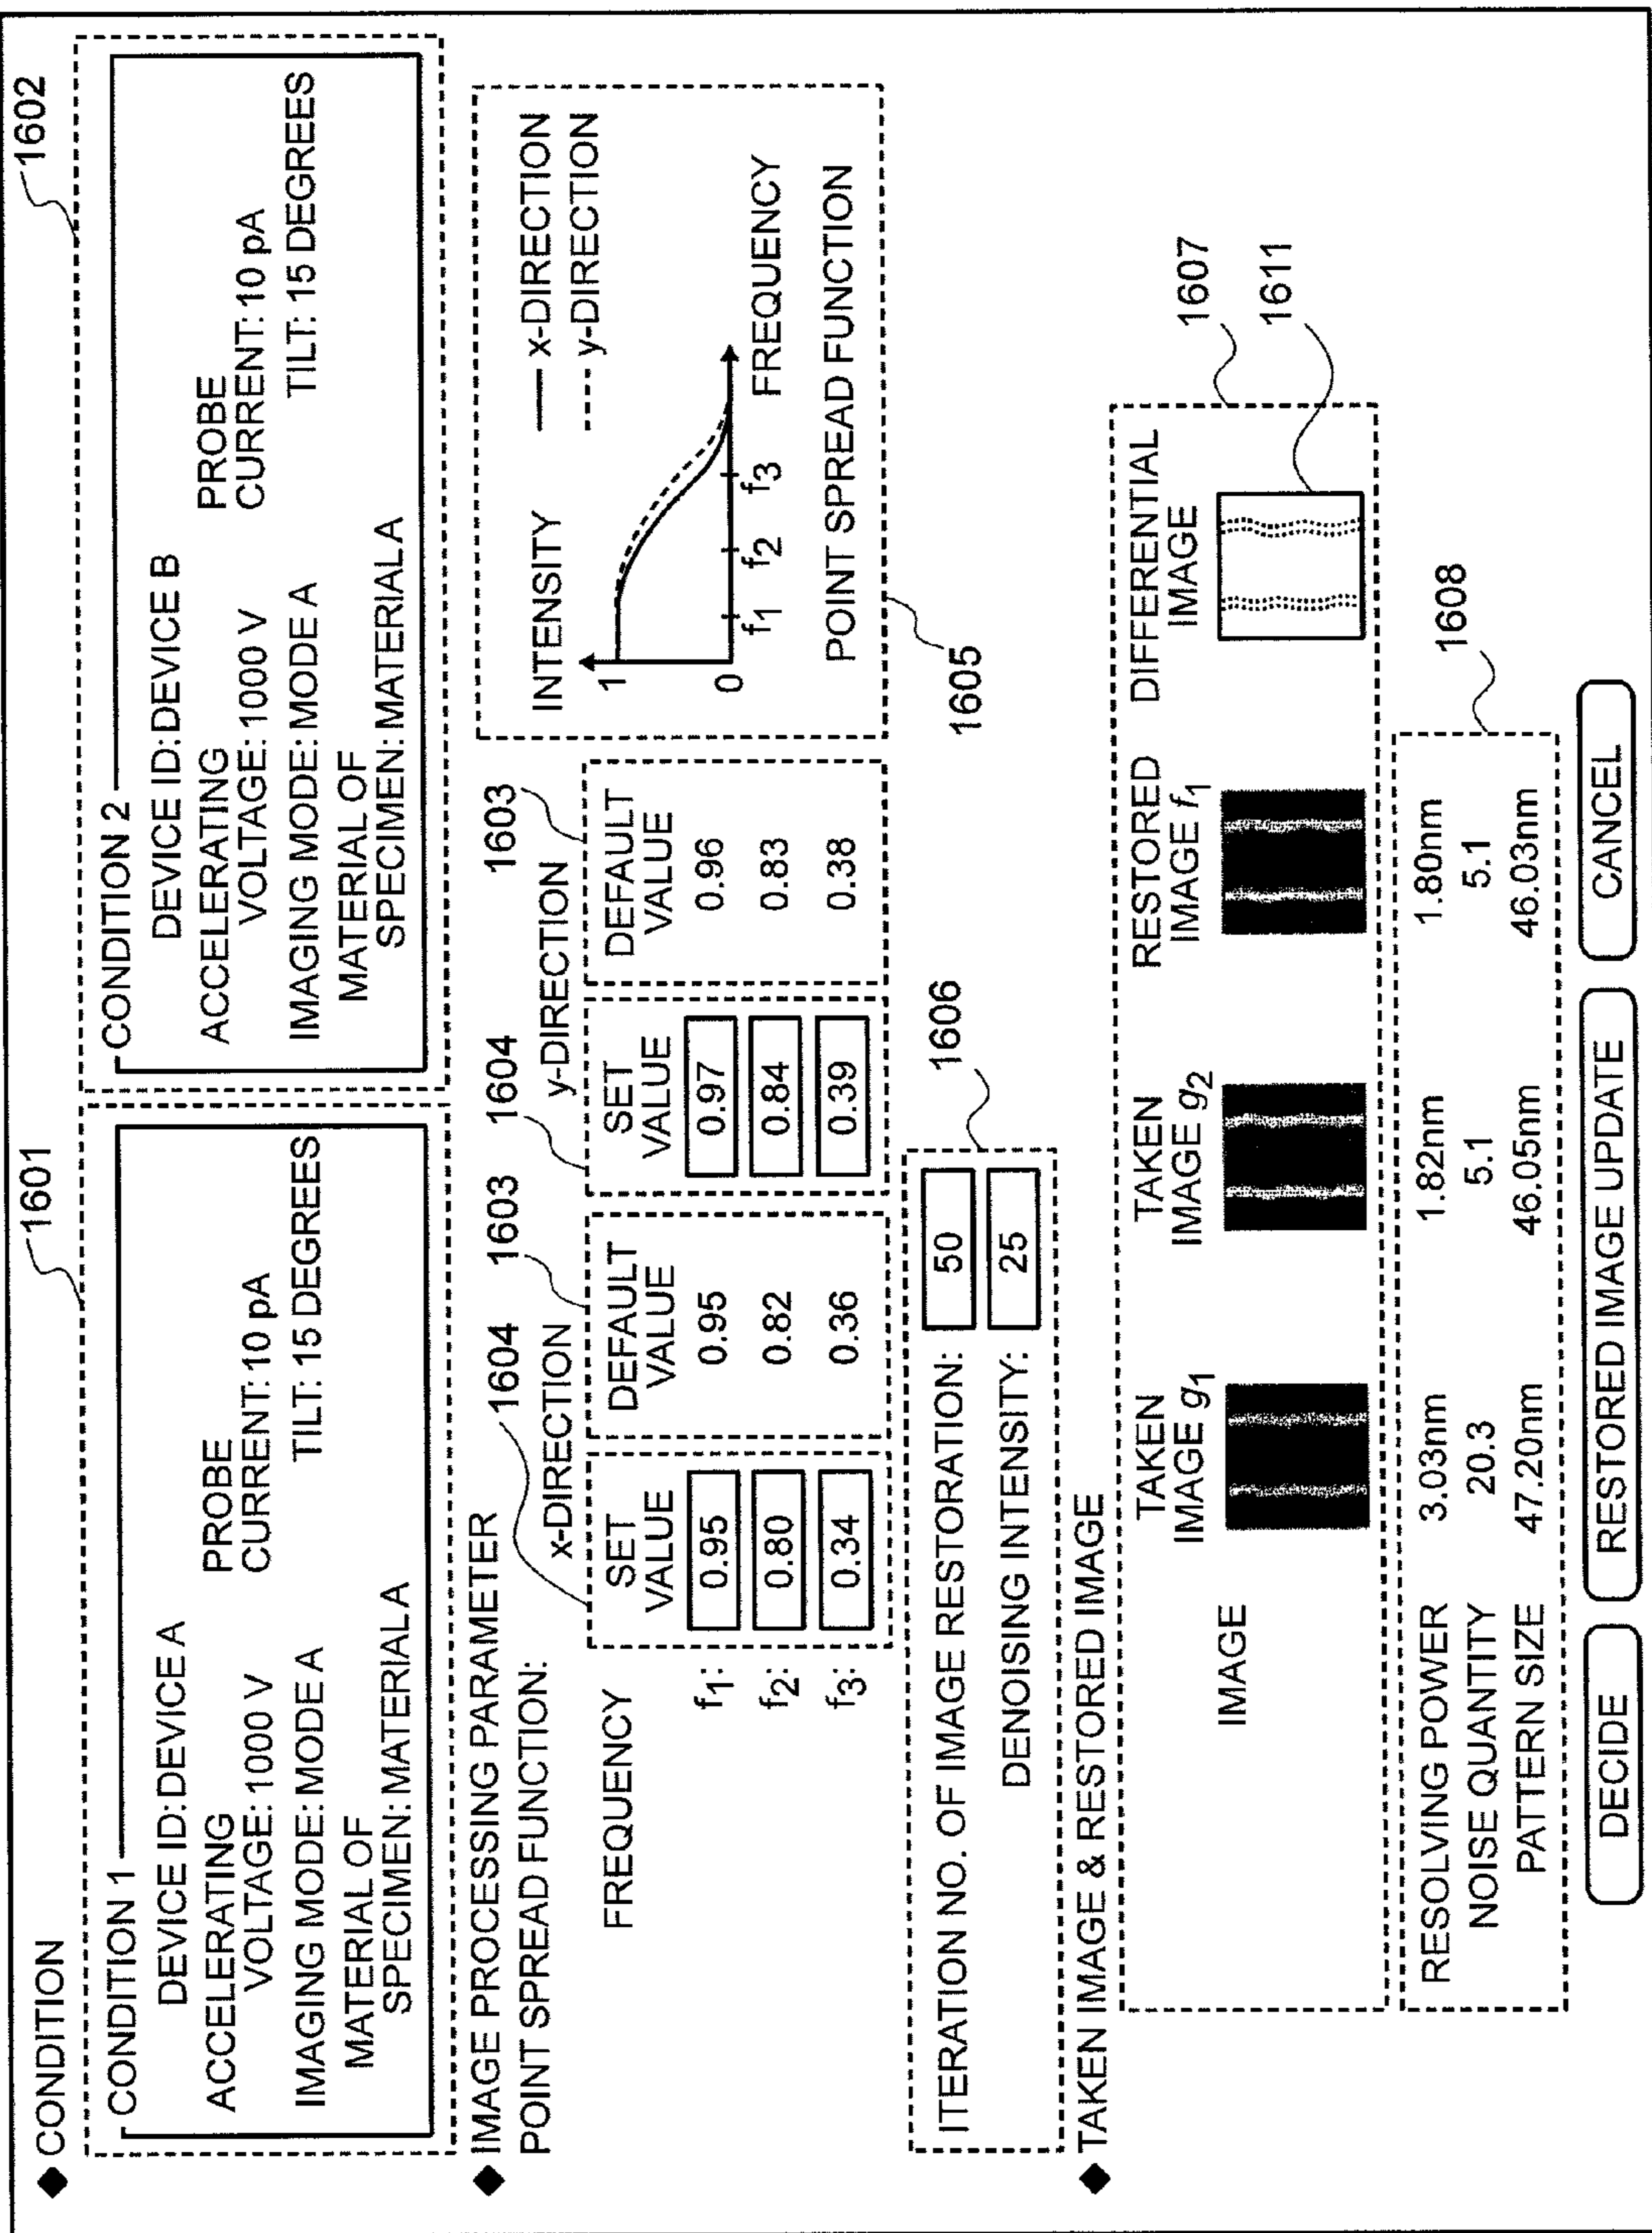 1601
1602
◆ CONDITION
CONDITION 1
DEVICE ID: DEVICE A
ACCELERATING
VOLTAGE: 1000 V
PROBE
CURRENT: 10 pA
IMAGING MODE: MODE A
TILT: 15 DEGREES
MATERIAL OF
SPECIMEN: MATERIAL A
CONDITION 2
DEVICE ID: DEVICE B
ACCELERATING
VOLTAGE: 1000 V
PROBE
CURRENT: 10 pA
IMAGING MODE: MODE A
TILT: 15 DEGREES
MATERIAL OF
SPECIMEN: MATERIAL A
◆ IMAGE PROCESSING PARAMETER
POINT SPREAD FUNCTION:
1604 1603 1604 1603
x-DIRECTION y-DIRECTION
FREQUENCY
SET
VALUE
DEFAULT
VALUE
SET
VALUE
DEFAULT
VALUE
f1: 0.95 0.95 0.97 0.96
f2: 0.80 0.82 0.84 0.83
f3: 0.34 0.36 0.39 0.38
INTENSITY
x-DIRECTION
y-DIRECTION
1
0
f1 f2 f3
FREQUENCY
POINT SPREAD FUNCTION
1605
ITERATION NO. OF IMAGE RESTORATION: 50
DENOISING INTENSITY: 25
1606
◆ TAKEN IMAGE & RESTORED IMAGE
TAKEN
IMAGE g1
TAKEN
IMAGE g2
RESTORED
IMAGE f1
DIFFERENTIAL
IMAGE
1607
IMAGE
1611
RESOLVING POWER 3.03nm 1.82nm 1.80nm
NOISE QUANTITY 20.3 5.1 5.1
PATTERN SIZE 47.20nm 46.05nm 46.03nm
1608
DECIDE
RESTORED IMAGE UPDATE
CANCEL